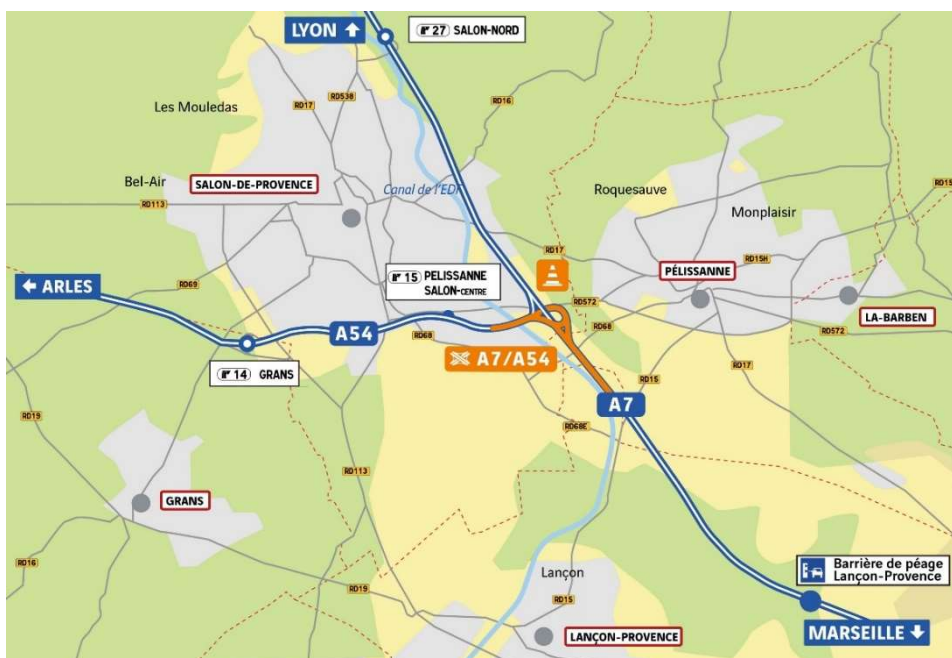 LYON ↑
27 SALON-NORD
RD16
RD538
RD17
Les Mouledas
Bel-Air
SALON-DE-PROVENCE
Canal de l'EDF
Roquesauve
Monplaisir
RD15
RD113
RD17
RD15H
15 PELISSANNE
SALON-CENTRE
PÉLISSANNE
← ARLES
RD69
RD572
LA-BARBEN
A54
RD68
RD68
RD572
A7/A54
14 GRANS
RD15
RD17
A7
RD19
RD68E
RD113
GRANS
RD16
Lançon
Barrière de péage
Lançon-Provence
RD19
RD15
LANÇON-PROVENCE
MARSEILLE ↓